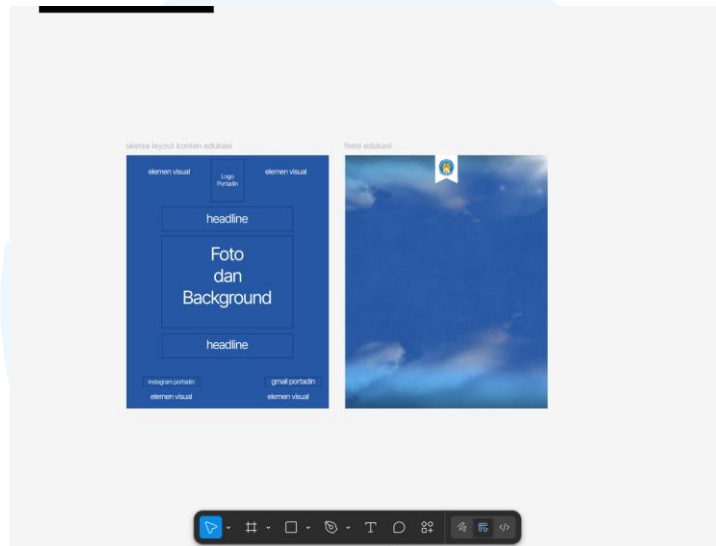 sketsa layout konten edukasi
feed edukasi
elemen visual
Logo
Portadin
elemen visual
headline
Foto
dan
Background
headline
instagram portadin
gmail portadin
elemen visual
elemen visual
T